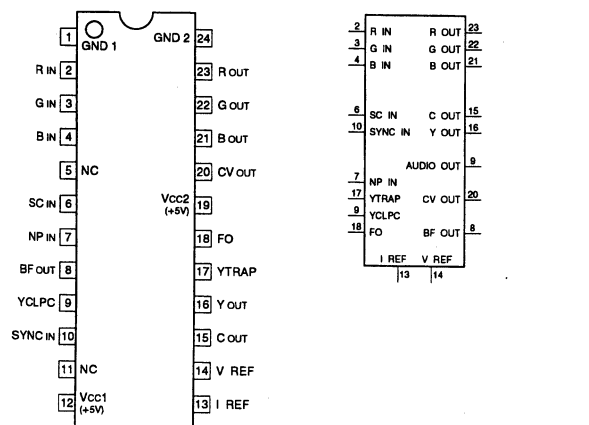 1 GND 1 GND 2 24
R IN 2 23 R OUT
G IN 3 22 G OUT
B IN 4 21 B OUT
5 NC 20 CV OUT
SC IN 6 VCC2 (+5V) 19
NP IN 7 18 FO
BF OUT 8 17 YTRAP
YCLPC 9 16 Y OUT
SYNC IN 10 15 C OUT
11 NC 14 V REF
12 VCC1 (+5V) 13 I REF
2 R IN R OUT 23
3 G IN G OUT 22
4 B IN B OUT 21
6 SC IN C OUT 15
10 SYNC IN Y OUT 16
AUDIO OUT 9
7 NP IN
17 YTRAP CV OUT 20
9 YCLPC
18 FO BF OUT 8
I REF V REF
13 14